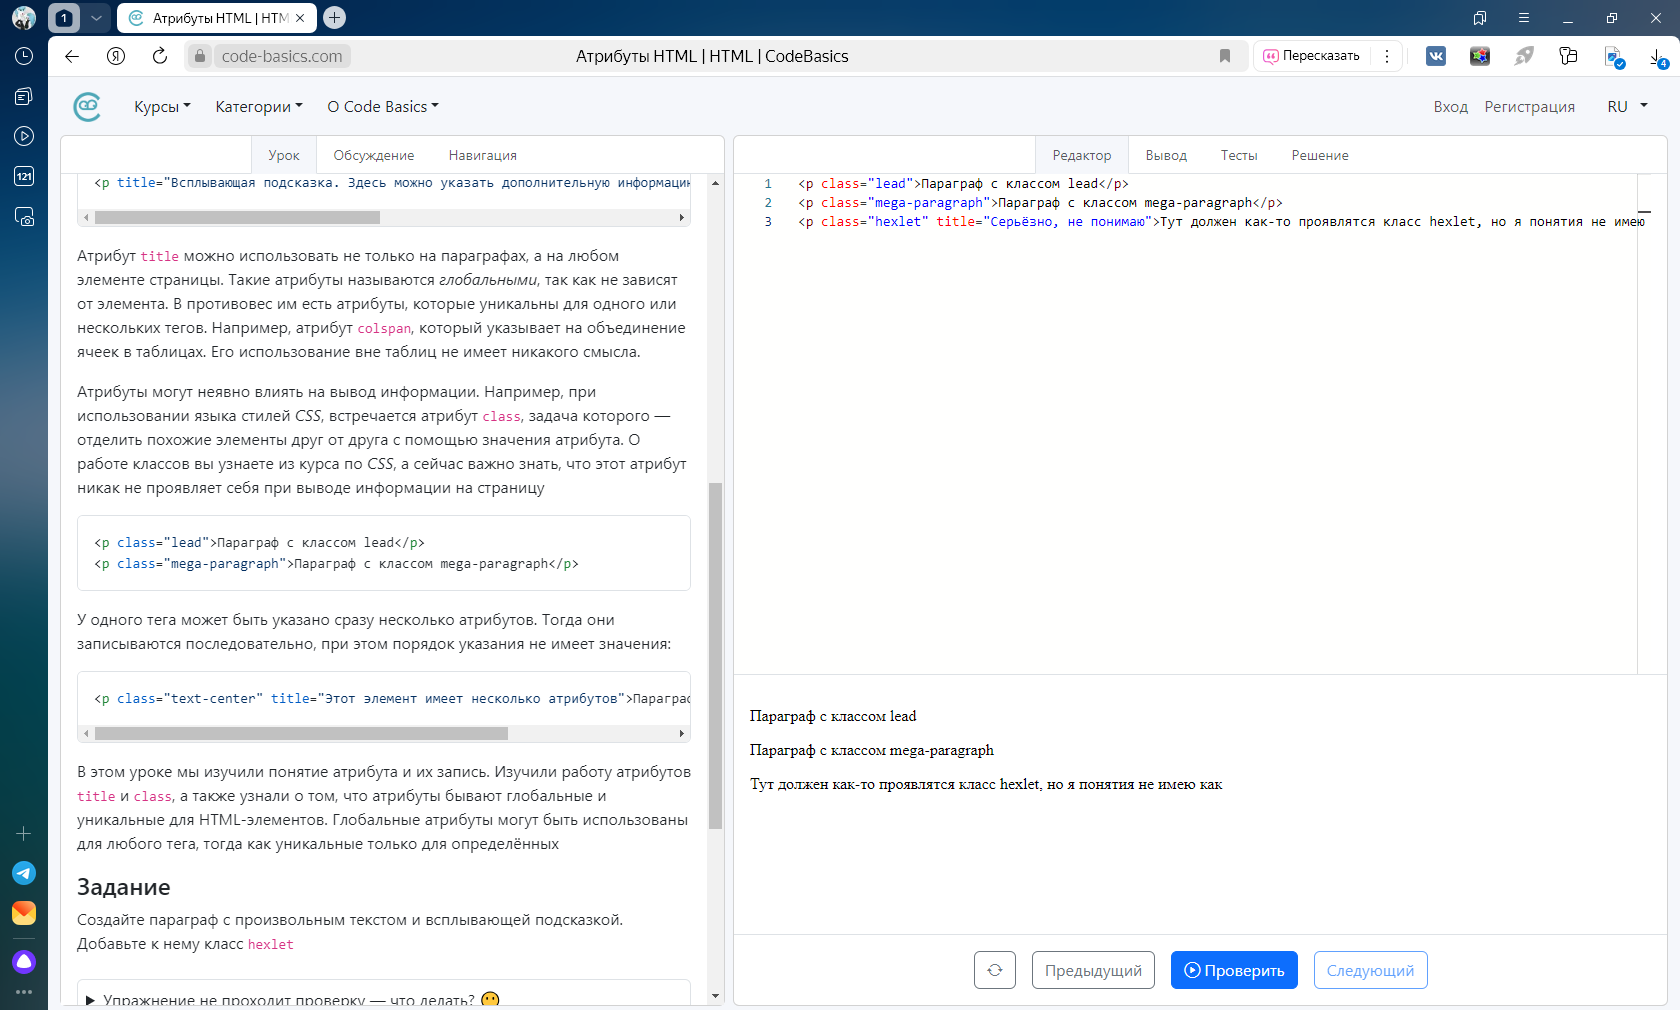 1
Атрибуты HTML | HTM
code-basics.com
Атрибуты HTML | HTML | CodeBasics
Пересказать
4
121
Курсы
Категории
О Code Basics
Вход
Регистрация
RU
Урок
Обсуждение
Навигация
<p title="Всплывающая подсказка. Здесь можно указать дополнительную информаци
Атрибут title можно использовать не только на параграфах, а на любом
элементе страницы. Такие атрибуты называются глобальными, так как не зависят
от элемента. В противовес им есть атрибуты, которые уникальны для одного или
нескольких тегов. Например, атрибут colspan, который указывает на объединение
ячеек в таблицах. Его использование вне таблиц не имеет никакого смысла.
Атрибуты могут неявно влиять на вывод информации. Например, при
использовании языка стилей CSS, встречается атрибут class, задача которого —
отделить похожие элементы друг от друга с помощью значения атрибута. О
работе классов вы узнаете из курса по CSS, а сейчас важно знать, что этот атрибут
никак не проявляет себя при выводе информации на страницу
<p class="lead">Параграф с классом lead</p>
<p class="mega-paragraph">Параграф с классом mega-paragraph</p>
У одного тега может быть указано сразу несколько атрибутов. Тогда они
записываются последовательно, при этом порядок указания не имеет значения:
<p class="text-center" title="Этот элемент имеет несколько атрибутов">Параграф
В этом уроке мы изучили понятие атрибута и их запись. Изучили работу атрибутов
title и class, а также узнали о том, что атрибуты бывают глобальные и
уникальные для HTML-элементов. Глобальные атрибуты могут быть использованы
для любого тега, тогда как уникальные только для определённых
Задание
Создайте параграф с произвольным текстом и всплывающей подсказкой.
Добавьте к нему класс hexlet
Упражнение не проходит проверку — что делать? 😶
Редактор
Вывод
Тесты
Решение
1 <p class="lead">Параграф с классом lead</p>
2 <p class="mega-paragraph">Параграф с классом mega-paragraph</p>
3 <p class="hexlet" title="Серьёзно, не понимаю">Тут должен как-то проявлятся класс hexlet, но я понятия не имею
Параграф с классом lead
Параграф с классом mega-paragraph
Тут должен как-то проявлятся класс hexlet, но я понятия не имею как
Предыдущий
Проверить
Следующий